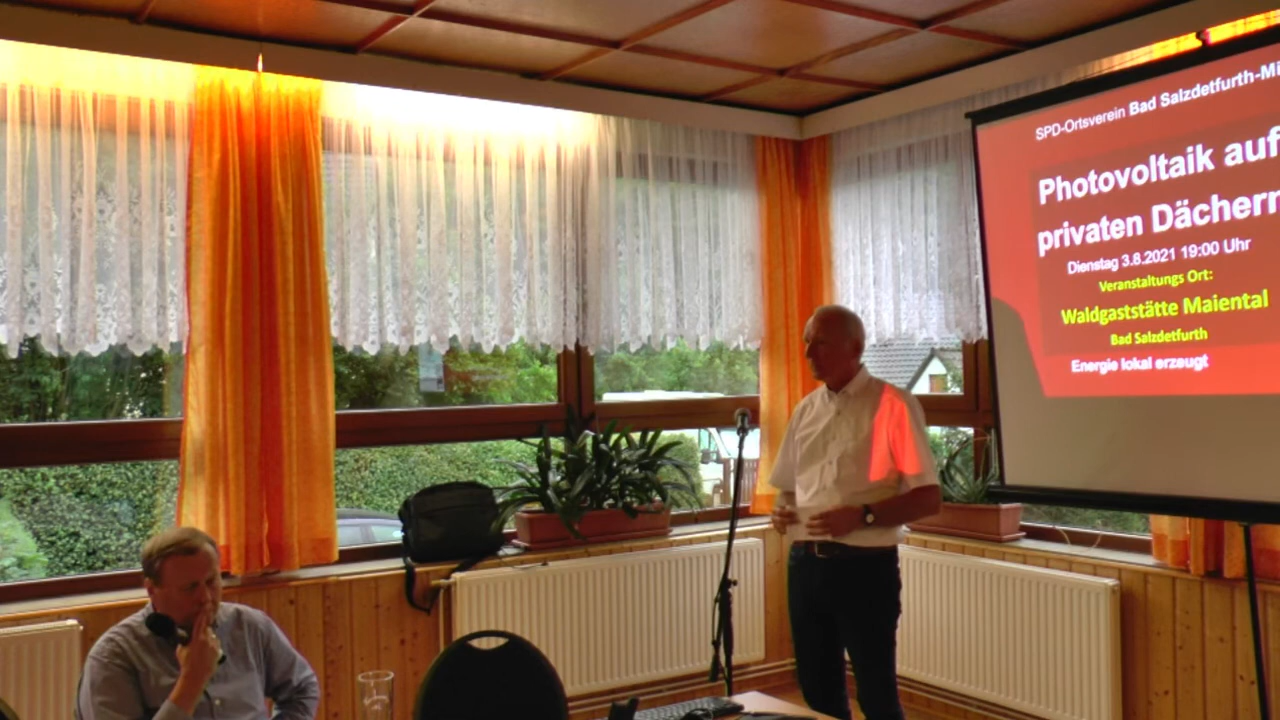 SPD-Ortsverein Bad Salzdetfurth-Mi
Photovoltaik auf
privaten Dächern
Dienstag 3.8.2021 19:00 Uhr
Veranstaltungs Ort:
Waldgaststätte Maiental
Bad Salzdetfurth
Energie lokal erzeugt